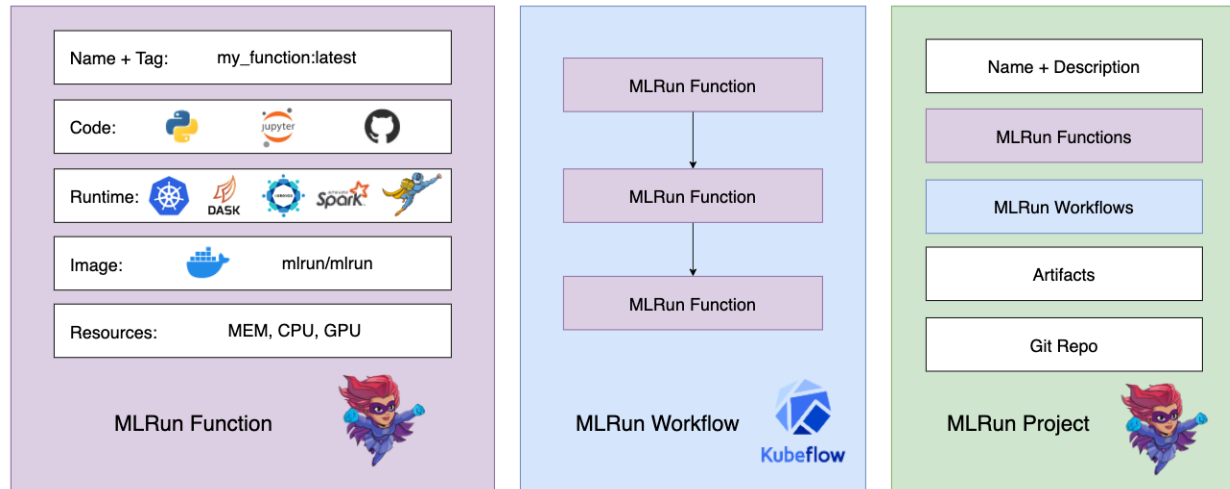 Name + Tag: my_function:latest
Code:
jupyter
Runtime:
DASK
APACHE
Spark
Image: mlrun/mlrun
Resources: MEM, CPU, GPU
MLRun Function
MLRun Function
MLRun Function
MLRun Function
MLRun Workflow
Kubeflow
Name + Description
MLRun Functions
MLRun Workflows
Artifacts
Git Repo
MLRun Project